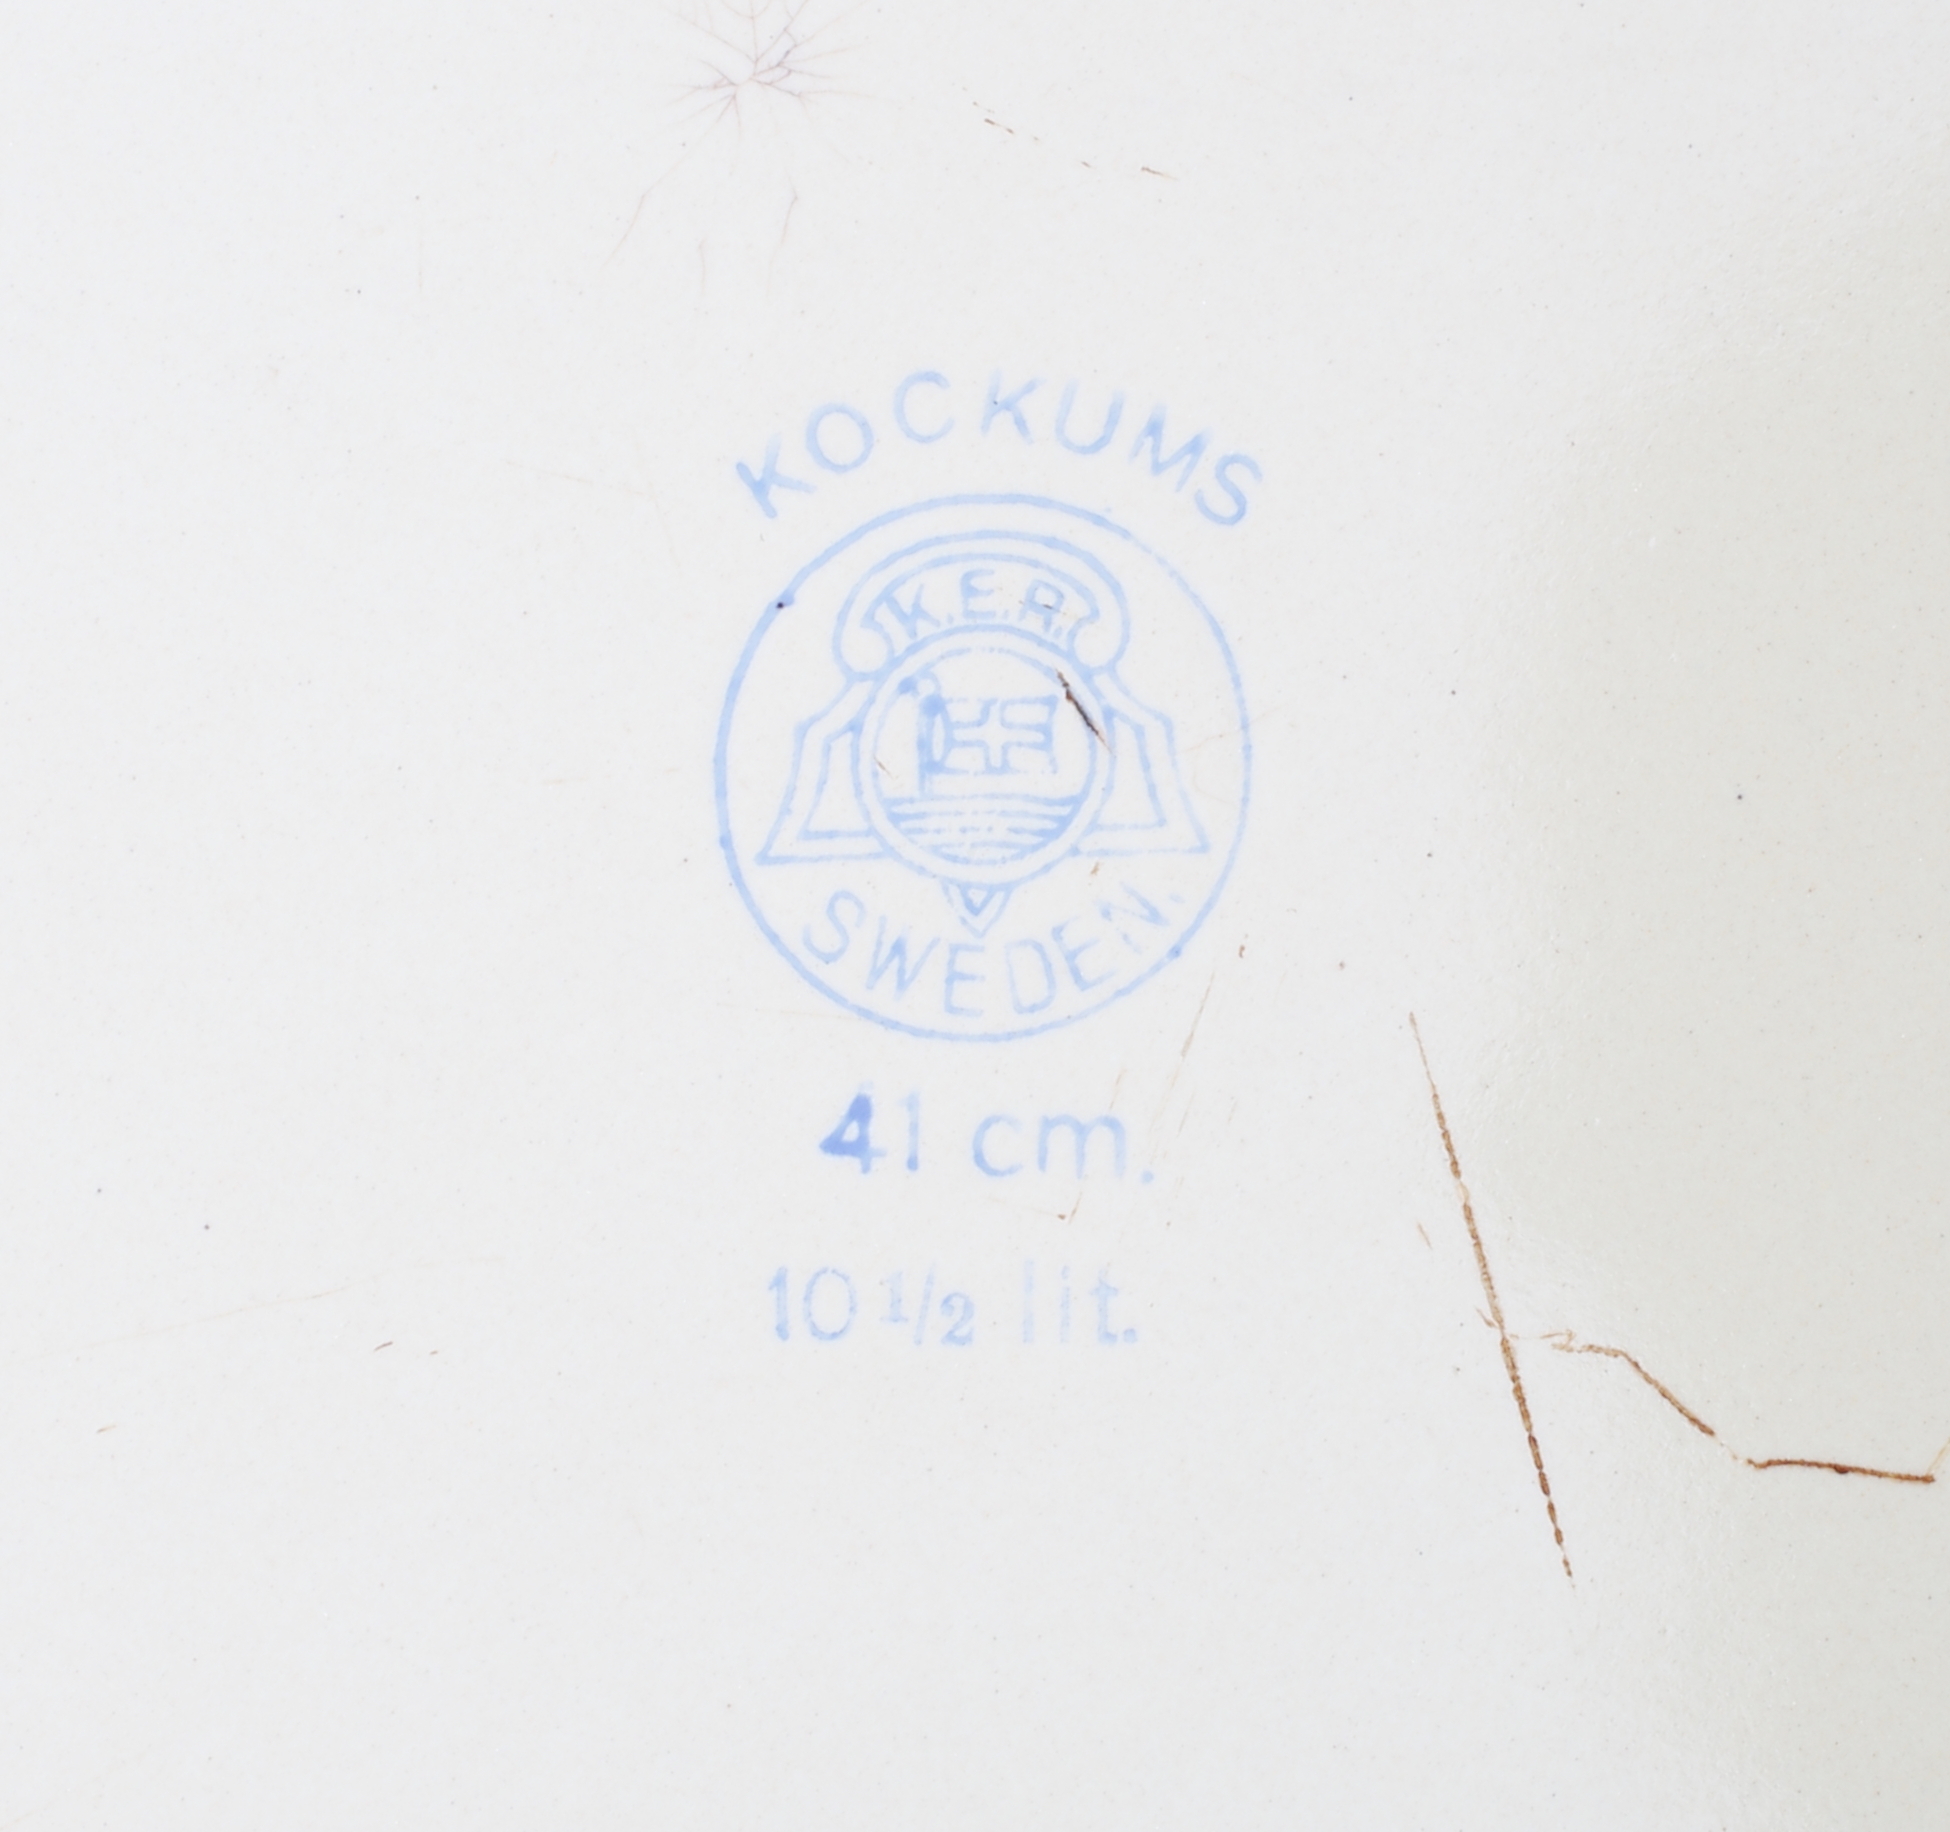 KOCKUMS
K.E.R.
SWEDEN.
41 cm.
10 1/2 lit.